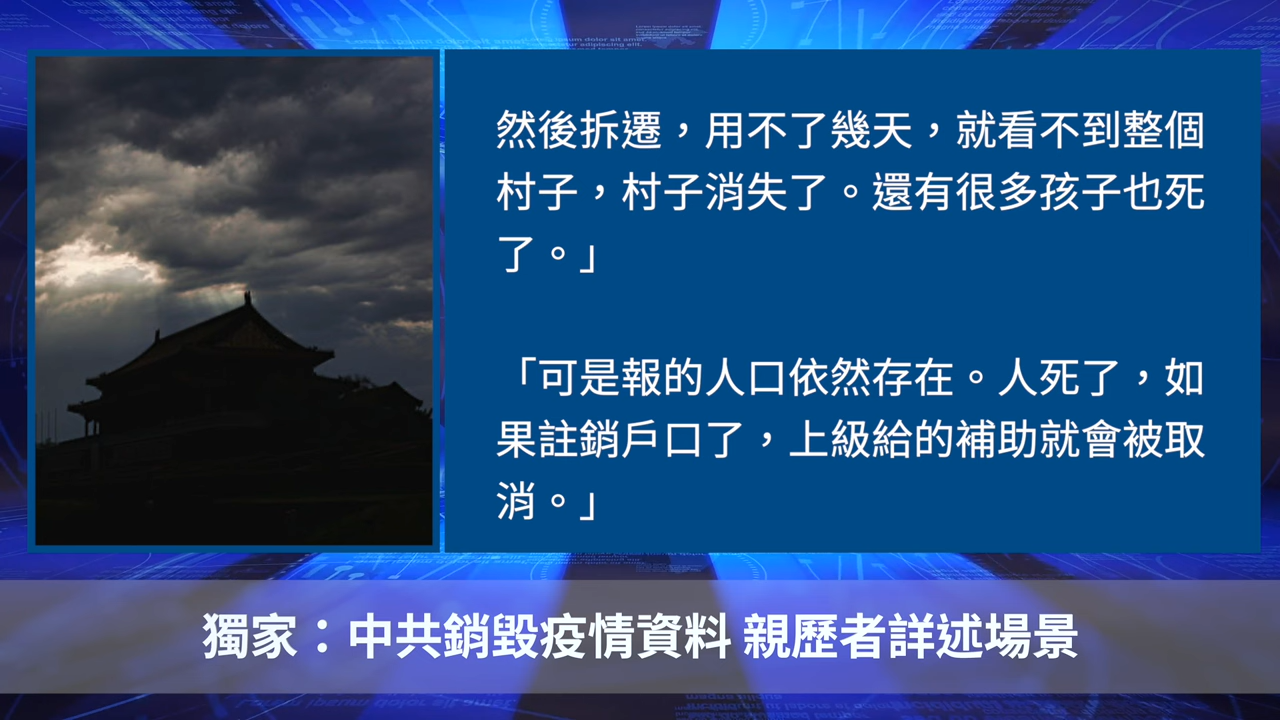 然後拆遷，用不了幾天，就看不到整個
村子，村子消失了。還有很多孩子也死
了。」
「可是報的人口依然存在。人死了，如
果註銷戶口了，上級給的補助就會被取
消。」
獨家：中共銷毀疫情資料 親歷者詳述場景